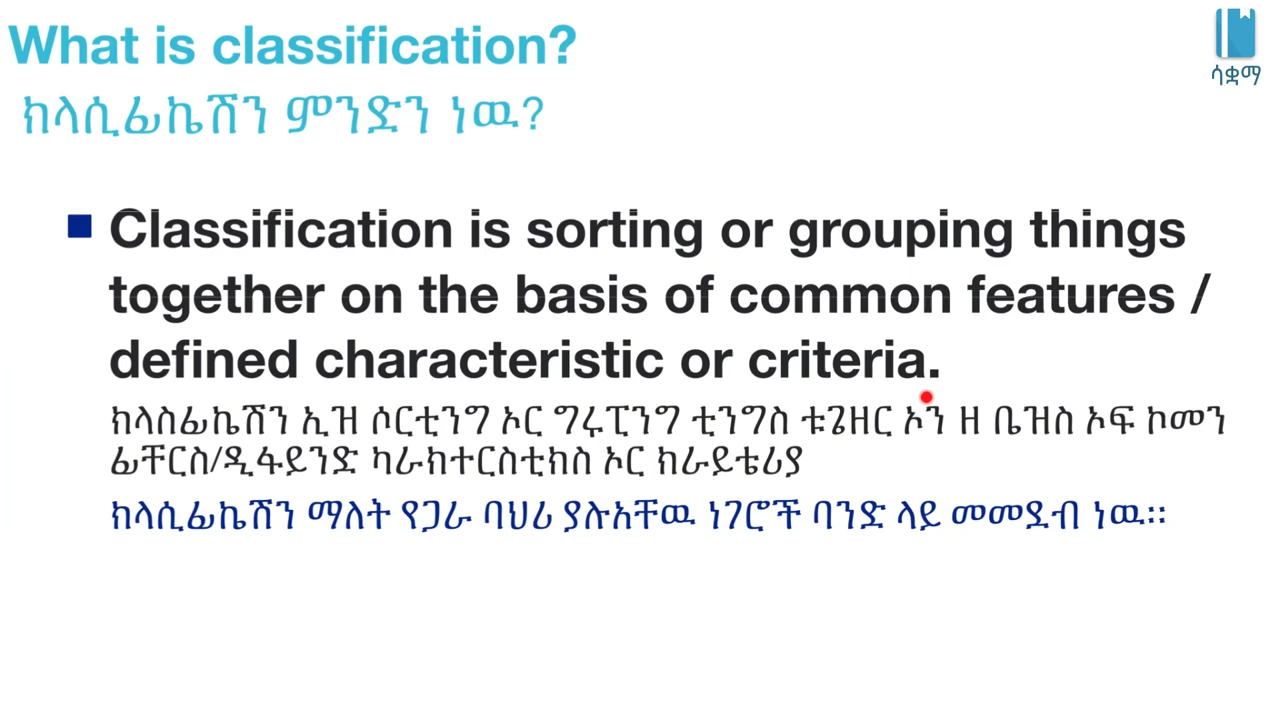 What is classification?
ሳቋማ
ክላሲፊኬሽን ምንድን ነዉ?
Classification is sorting or grouping things
together on the basis of common features /
defined characteristic or criteria.
ክላስፊኬሽን ኢዝ ሶርቲንግ ኦር ግሩፒንግ ቲንግስ ቱጌዘር ኦን ዘ ቤዝስ ኦፍ ኮመን
ፊቸርስ/ዲፋይንድ ካራክተርስቲክስ ኦር ክራይቴሪያ
ክላሲፊኬሽን ማለት የጋራ ባህሪ ያሉአቸዉ ነገሮች ባንድ ላይ መመደብ ነዉ፡፡